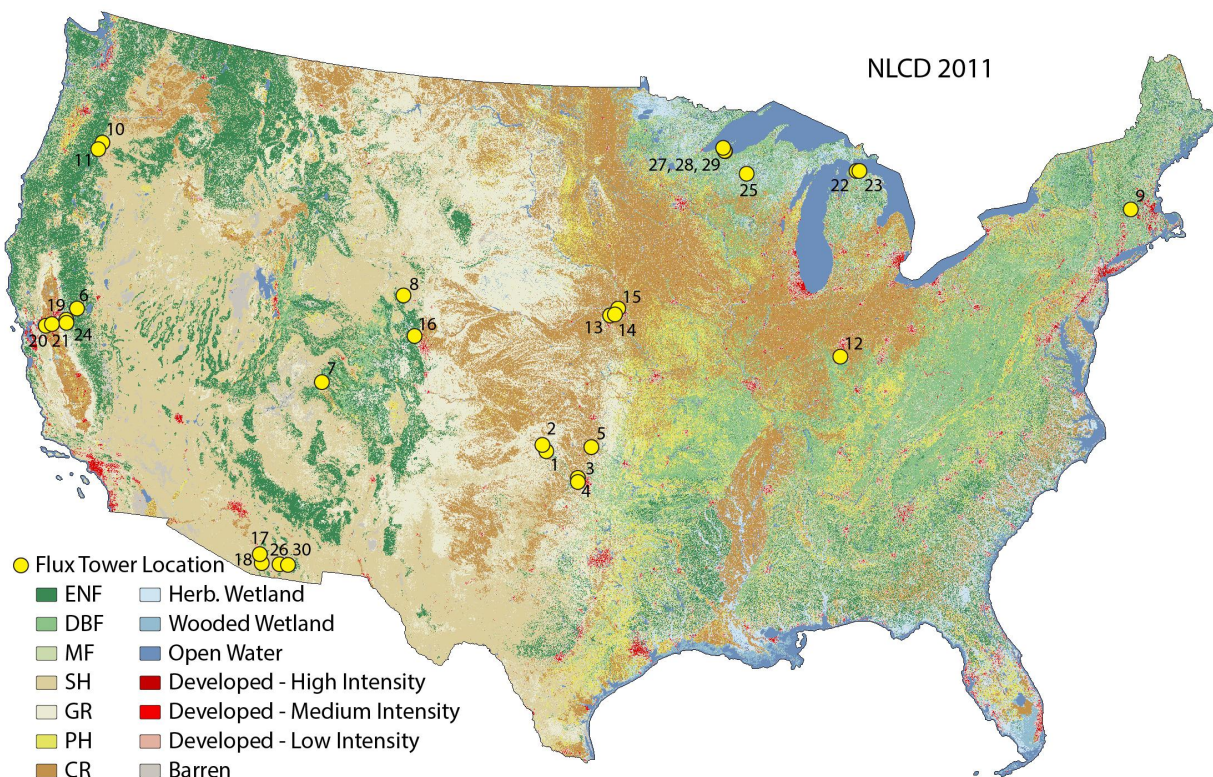 NLCD 2011
10
11
27, 28, 29
25
22
23
9
8
6
19
24
20
21
15
13
14
16
12
7
2
1
5
3
4
17
26
30
18
Flux Tower Location
ENF
Herb. Wetland
DBF
Wooded Wetland
MF
Open Water
SH
Developed - High Intensity
GR
Developed - Medium Intensity
PH
Developed - Low Intensity
CR
Barren